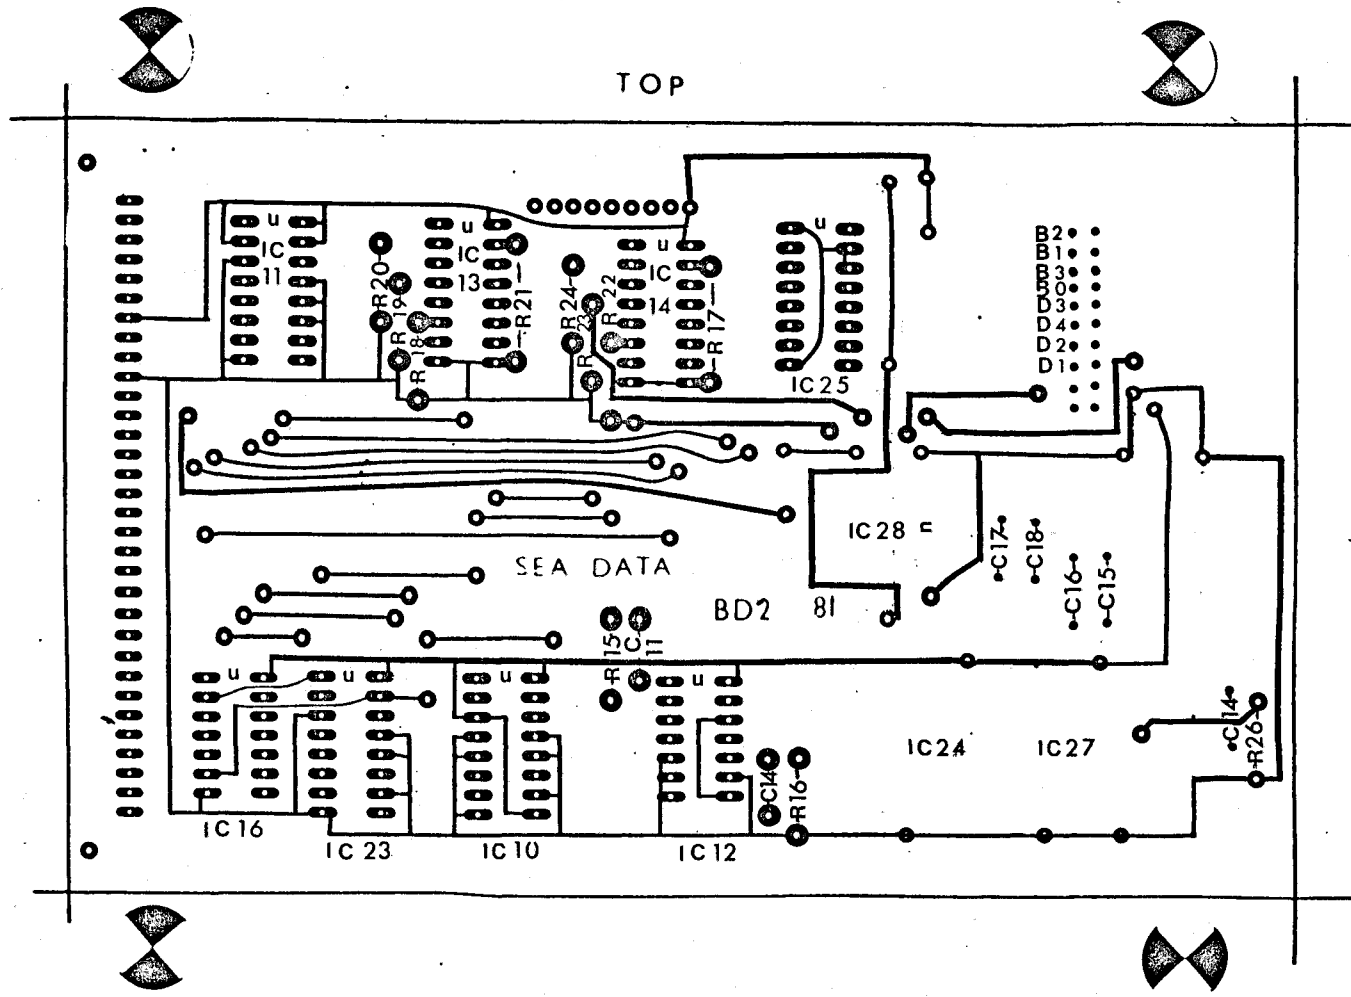 TOP
u
IC
11
R20
R19
R18
u
IC
13
R21
R24
R23
R22
u
IC
14
R17
u
IC25
B2
B1
B3
B0
D3
D4
D2
D1
IC28
n
C17
C18
C16
C15
SEA DATA
BD2
81
R15
C11
u
u
u
u
C14
R16
IC24
IC27
C14
R26
IC16
IC23
IC10
IC12